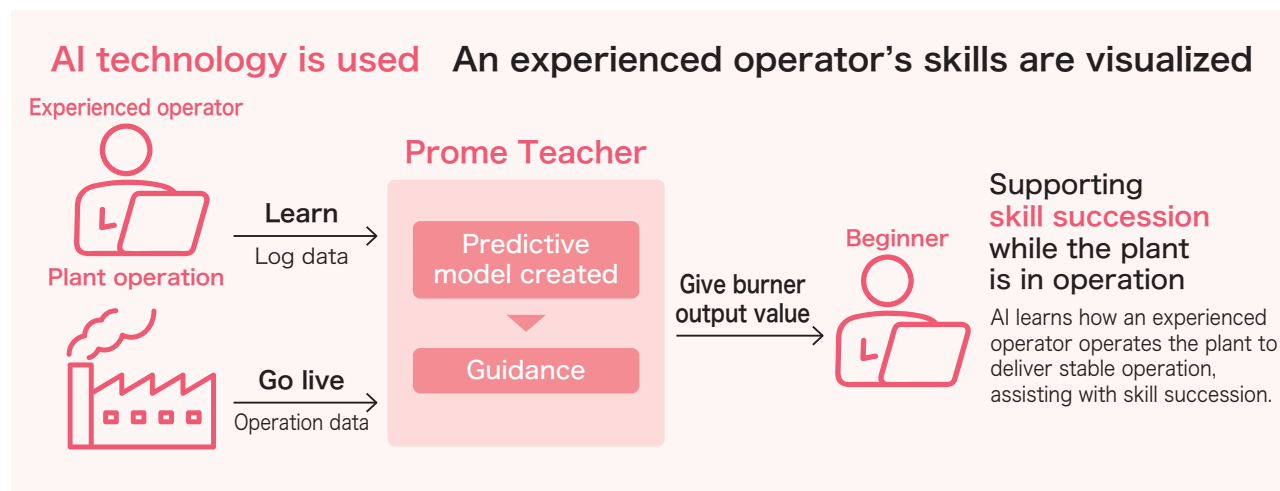 AI technology is used An experienced operator’s skills are visualized
Experienced operator
Plant operation
Learn
Log data
Go live
Operation data
Prome Teacher
Predictive
model created
Guidance
Give burner
output value
Beginner
Supporting
skill succession
while the plant
is in operation
AI learns how an experienced
operator operates the plant to
deliver stable operation,
assisting with skill succession.